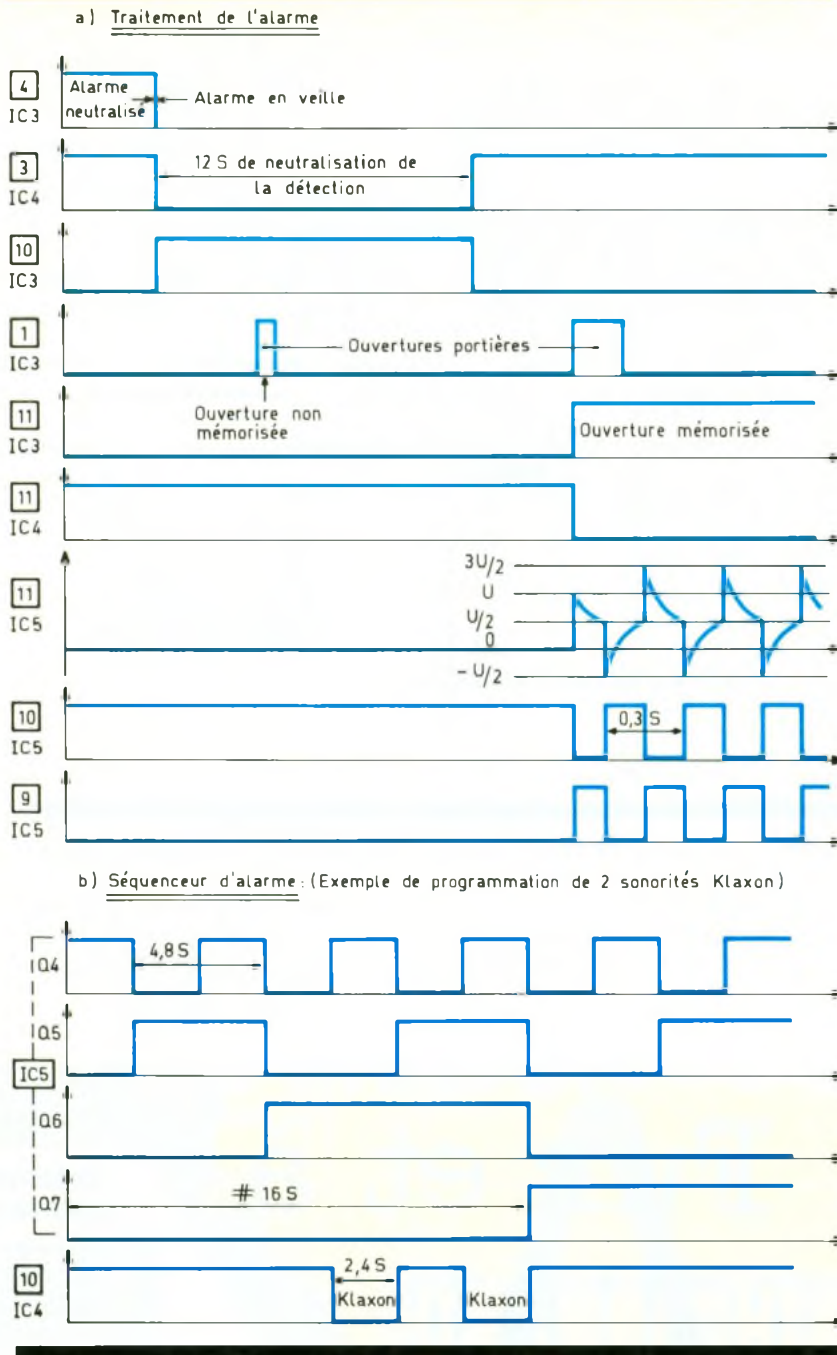 a) Traitement de l'alarme
4
IC3
Alarme
neutralisé
Alarme en veille
3
IC4
12 S de neutralisation de
la détection
10
IC3
1
IC3
Ouvertures portières
Ouverture non
mémorisée
11
IC3
Ouverture mémorisée
11
IC4
11
IC5
3U/2
U
U/2
0
- U/2
10
IC5
0,3 S
9
IC5
b) Séquenceur d'alarme : (Exemple de programmation de 2 sonorités Klaxon)
Q4
4,8 S
Q5
IC5
Q6
Q7
# 16 S
10
IC4
2,4 S
Klaxon
Klaxon